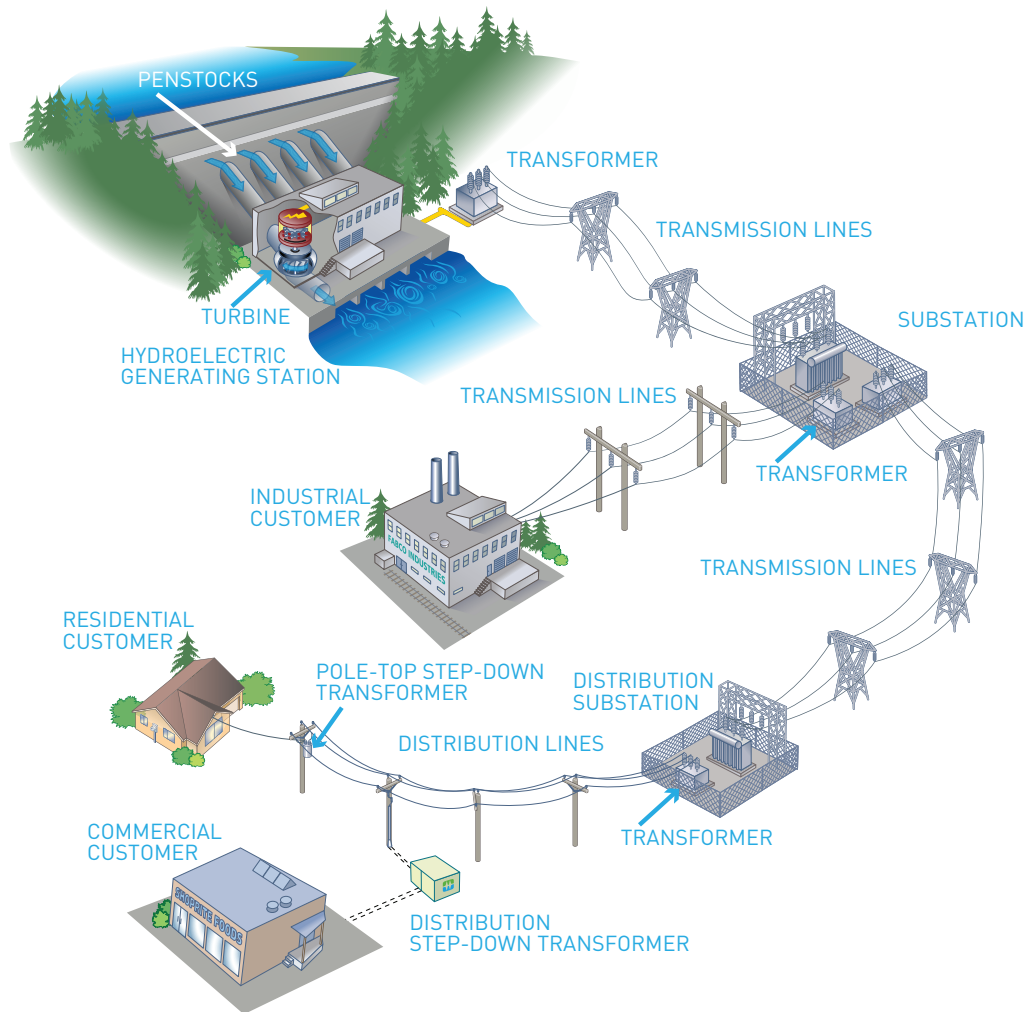 PENSTOCKS
TRANSFORMER
TRANSMISSION LINES
TURBINE
SUBSTATION
HYDROELECTRIC
GENERATING STATION
TRANSMISSION LINES
TRANSFORMER
INDUSTRIAL
CUSTOMER
FABCO INDUSTRIES
TRANSMISSION LINES
RESIDENTIAL
CUSTOMER
POLE-TOP STEP-DOWN
TRANSFORMER
DISTRIBUTION
SUBSTATION
DISTRIBUTION LINES
TRANSFORMER
COMMERCIAL
CUSTOMER
SHOPRITE FOODS
DISTRIBUTION
STEP-DOWN TRANSFORMER